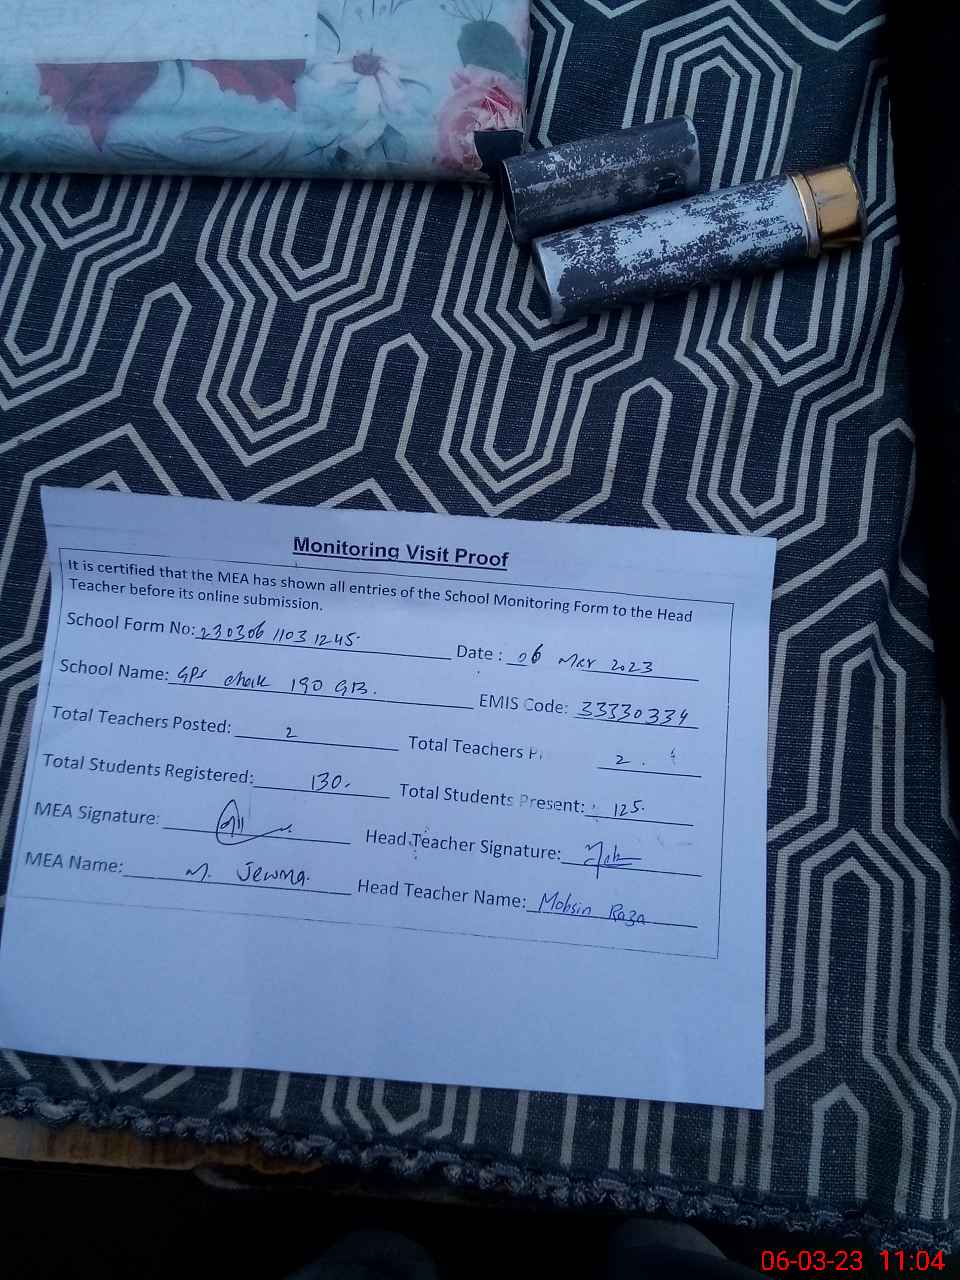 Monitoring Visit Proof
It is certified that the MEA has shown all entries of the School Monitoring Form to the Head
Teacher before its online submission.
School Form No: 23030611031245 Date : 06 Mar 2023
School Name: GPS chak 190 GB. EMIS Code: 33330334
Total Teachers Posted: 2 Total Teachers 2.
Total Students Registered: 130. Total Students Present: 125.
MEA Signature: Head Teacher Signature:
MEA Name: M. Head Teacher Name: Mohsin Raza
06-03-23 11:04